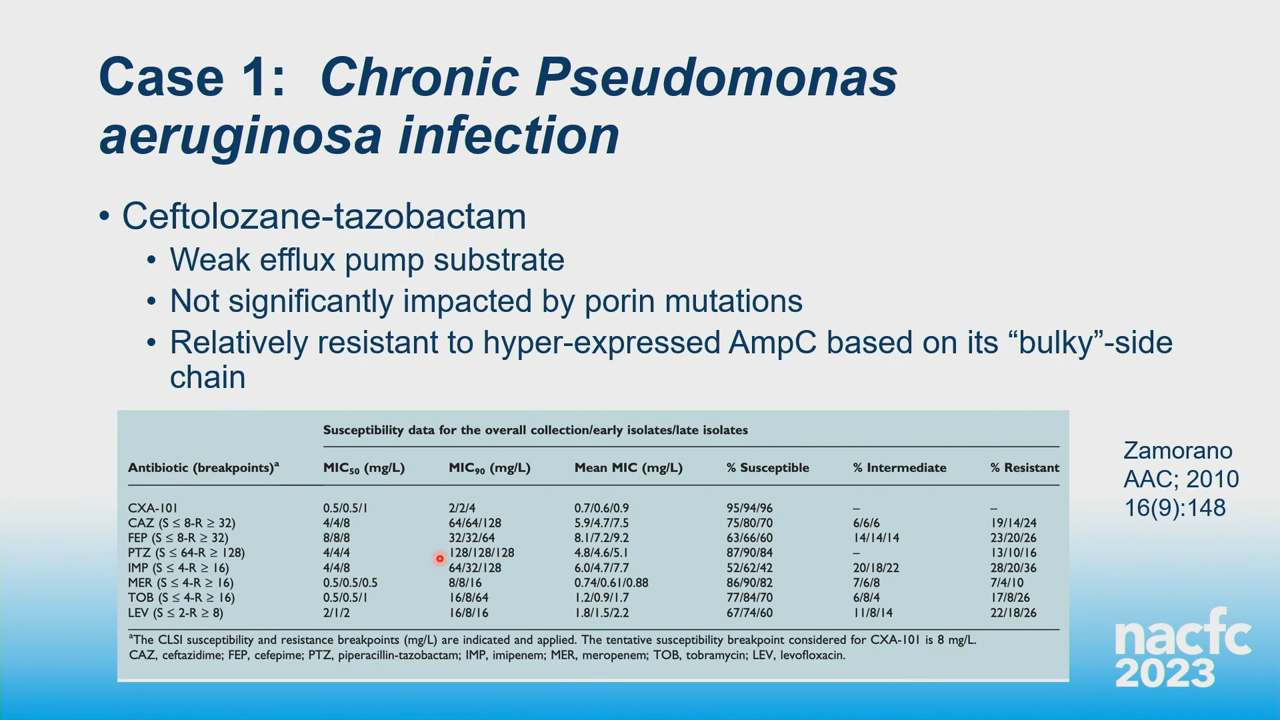 Case 1: Chronic Pseudomonas
aeruginosa infection
• Ceftolozane-tazobactam
• Weak efflux pump substrate
• Not significantly impacted by porin mutations
• Relatively resistant to hyper-expressed AmpC based on its “bulky”-side
chain
Susceptibility data for the overall collection/early isolates/late isolates
Antibiotic (breakpoints)a MIC50 (mg/L) MIC90 (mg/L) Mean MIC (mg/L) % Susceptible % Intermediate % Resistant
CXA-101 0.5/0.5/1 2/2/4 0.7/0.6/0.9 95/94/96 – –
CAZ (S ≤ 8-R ≥ 32) 4/4/8 64/64/128 5.9/4.7/7.5 75/80/70 6/6/6 19/14/24
FEP (S ≤ 8-R ≥ 32) 8/8/8 32/32/64 8.1/7.2/9.2 63/66/60 14/14/14 23/20/26
PTZ (S ≤ 64-R ≥ 128) 4/4/4 128/128/128 4.8/4.6/5.1 87/90/84 – 13/10/16
IMP (S ≤ 4-R ≥ 16) 4/4/8 64/32/128 6.0/4.7/7.7 52/62/42 20/18/22 28/20/36
MER (S ≤ 4-R ≥ 16) 0.5/0.5/0.5 8/8/16 0.74/0.61/0.88 86/90/82 7/6/8 7/4/10
TOB (S ≤ 4-R ≥ 16) 0.5/0.5/1 16/8/64 1.2/0.9/1.7 77/84/70 6/8/4 17/8/26
LEV (S ≤ 2-R ≥ 8) 2/1/2 16/8/16 1.8/1.5/2.2 67/74/60 11/8/14 22/18/26
aThe CLSI susceptibility and resistance breakpoints (mg/L) are indicated and applied. The tentative susceptibility breakpoint considered for CXA-101 is 8 mg/L.
CAZ, ceftazidime; FEP, cefepime; PTZ, piperacillin-tazobactam; IMP, imipenem; MER, meropenem; TOB, tobramycin; LEV, levofloxacin.
Zamorano
AAC; 2010
16(9):148
nacfc
2023